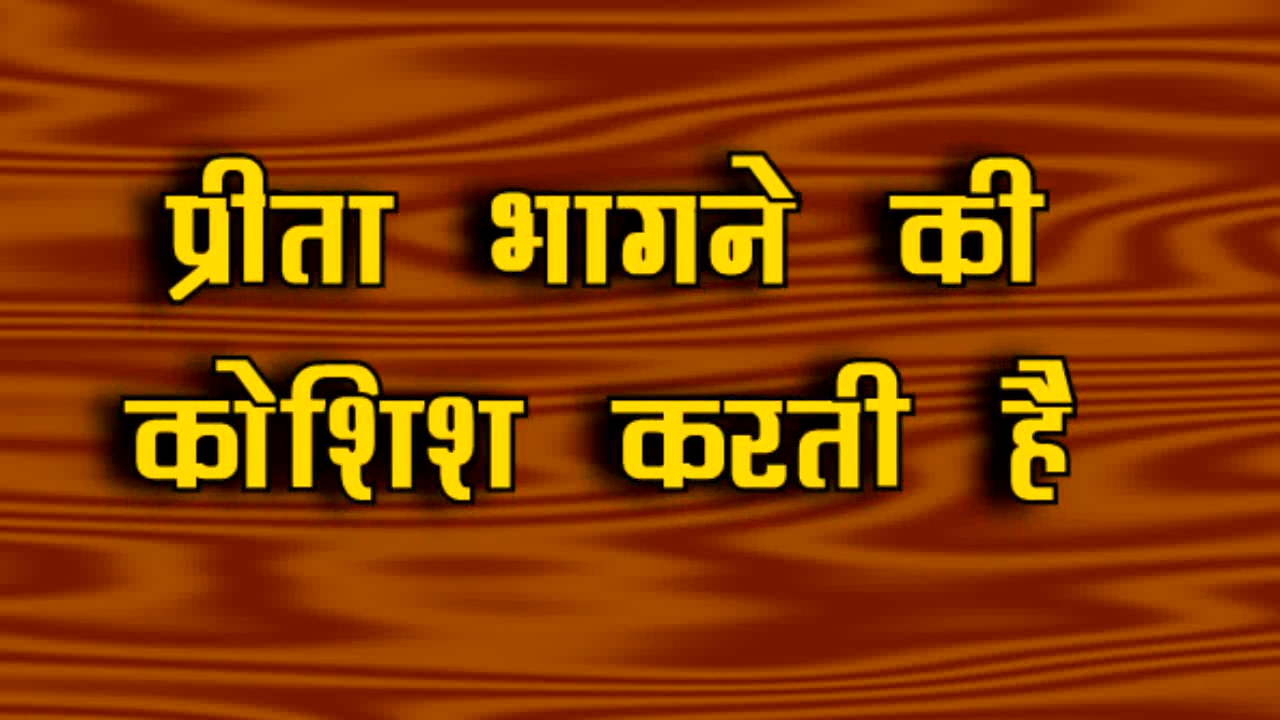 प्रीता भागने की
कोशिश करती है